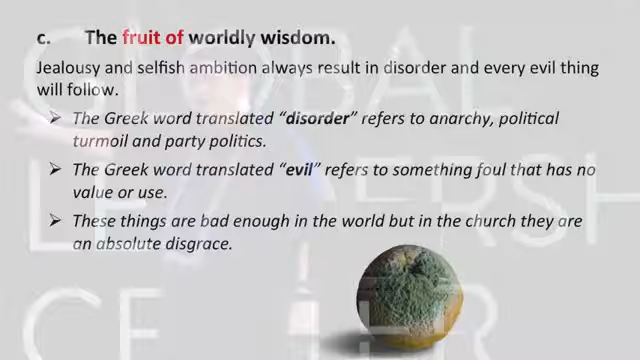 c. The fruit of worldly wisdom.
Jealousy and selfish ambition always result in disorder and every evil thing
will follow.
➢ The Greek word translated “disorder” refers to anarchy, political
turmoil and party politics.
➢ The Greek word translated “evil” refers to something foul that has no
value or use.
➢ These things are bad enough in the world but in the church they are
an absolute disgrace.
GLOBAL